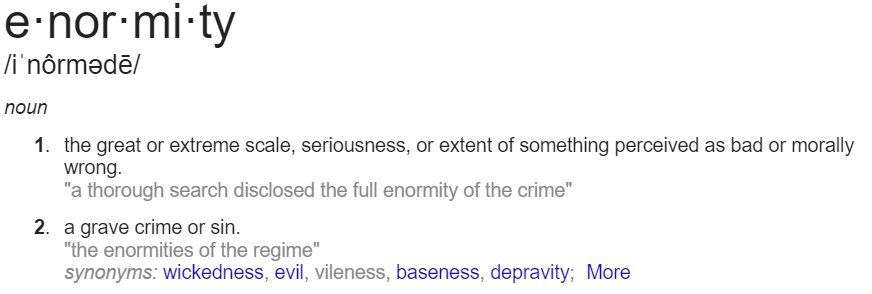 e·nor·mi·ty
/iˈnôrmədē/
noun
1. the great or extreme scale, seriousness, or extent of something perceived as bad or morally
wrong.
"a thorough search disclosed the full enormity of the crime"
2. a grave crime or sin.
"the enormities of the regime"
synonyms: wickedness, evil, vileness, baseness, depravity; More